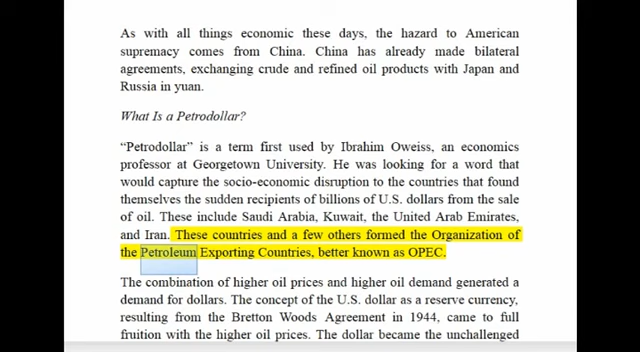 As with all things economic these days, the hazard to American
supremacy comes from China. China has already made bilateral
agreements, exchanging crude and refined oil products with Japan and
Russia in yuan.
What Is a Petrodollar?
“Petrodollar” is a term first used by Ibrahim Oweiss, an economics
professor at Georgetown University. He was looking for a word that
would capture the socio-economic disruption to the countries that found
themselves the sudden recipients of billions of U.S. dollars from the sale
of oil. These include Saudi Arabia, Kuwait, the United Arab Emirates,
and Iran. These countries and a few others formed the Organization of
the Petroleum Exporting Countries, better known as OPEC.
The combination of higher oil prices and higher oil demand generated a
demand for dollars. The concept of the U.S. dollar as a reserve currency,
resulting from the Bretton Woods Agreement in 1944, came to full
fruition with the higher oil prices. The dollar became the unchallenged